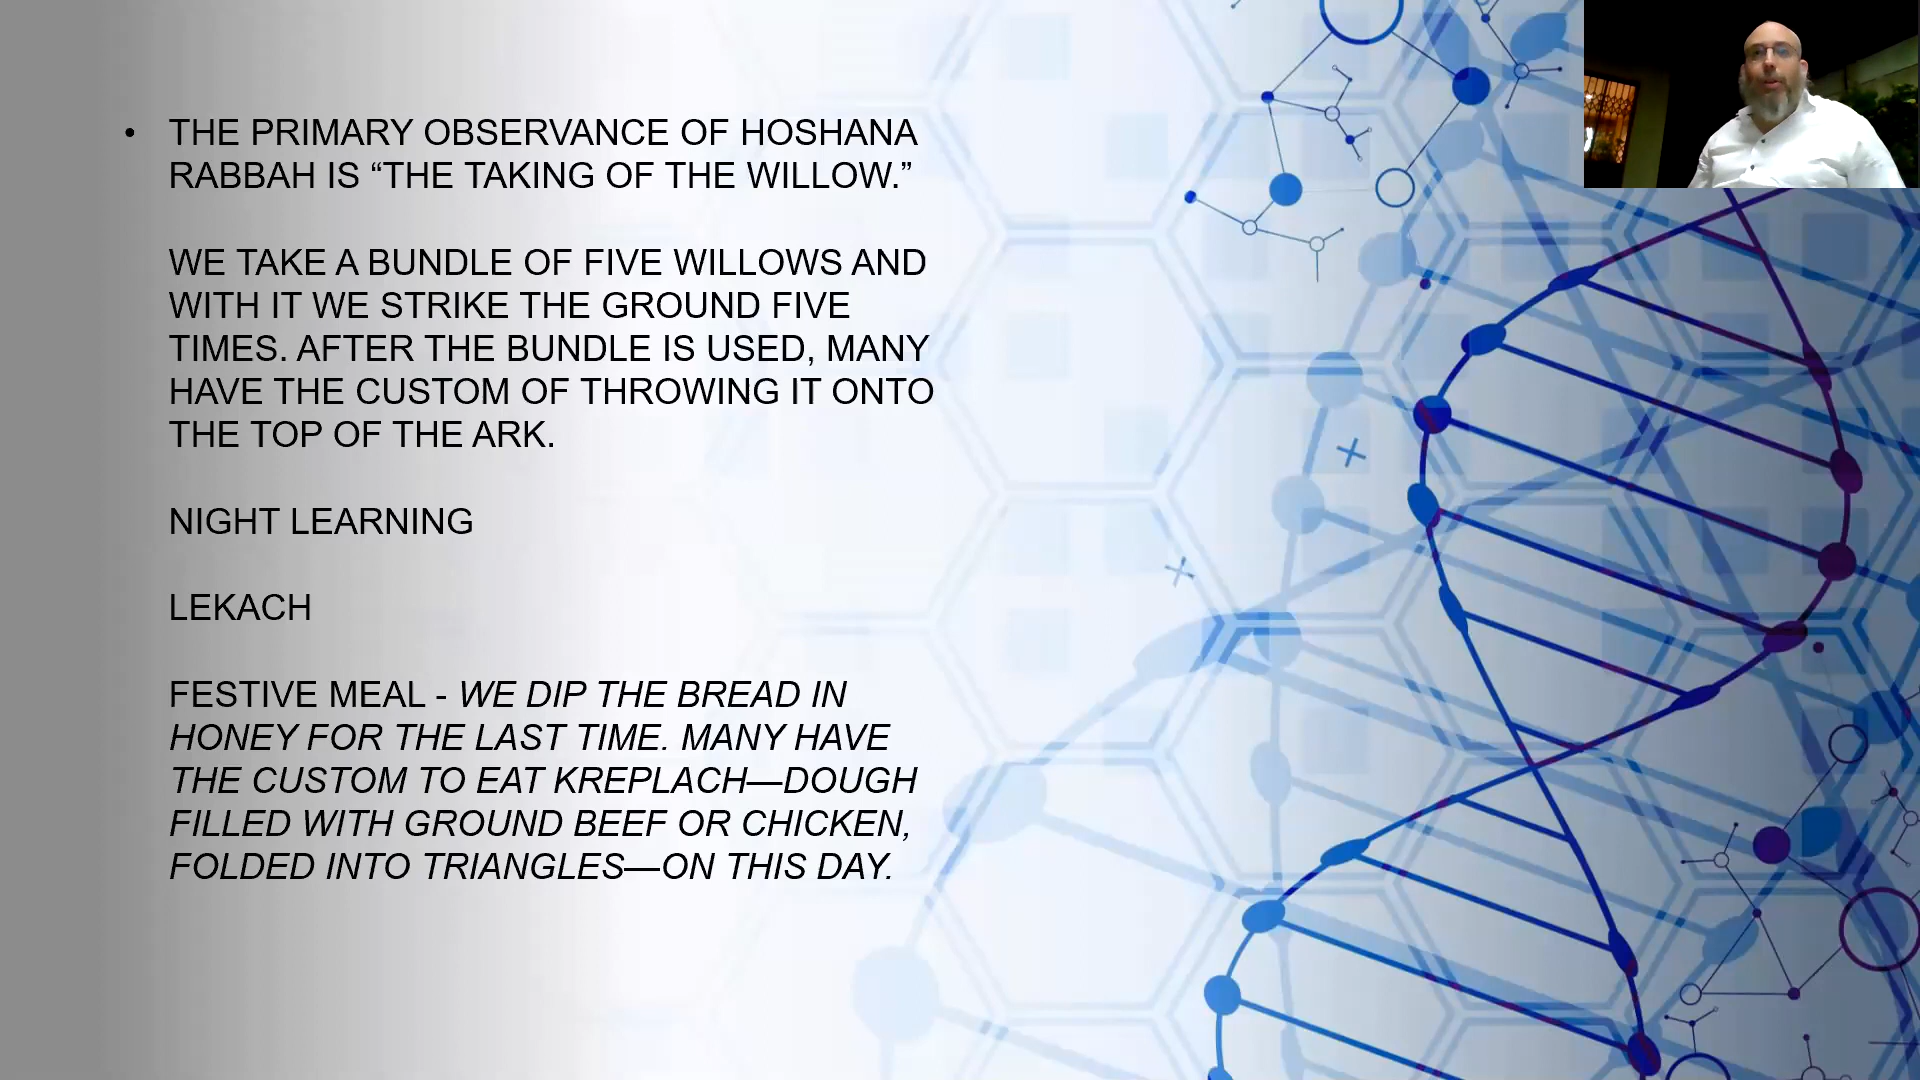 • THE PRIMARY OBSERVANCE OF HOSHANA
RABBAH IS “THE TAKING OF THE WILLOW.”
WE TAKE A BUNDLE OF FIVE WILLOWS AND
WITH IT WE STRIKE THE GROUND FIVE
TIMES. AFTER THE BUNDLE IS USED, MANY
HAVE THE CUSTOM OF THROWING IT ONTO
THE TOP OF THE ARK.
NIGHT LEARNING
LEKACH
FESTIVE MEAL - WE DIP THE BREAD IN
HONEY FOR THE LAST TIME. MANY HAVE
THE CUSTOM TO EAT KREPLACH—DOUGH
FILLED WITH GROUND BEEF OR CHICKEN,
FOLDED INTO TRIANGLES—ON THIS DAY.